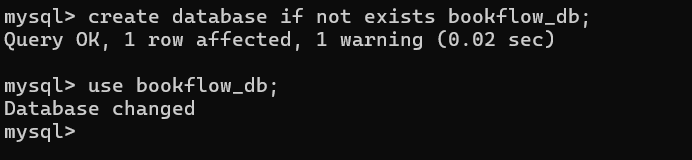 mysql> create database if not exists bookflow_db;
Query OK, 1 row affected, 1 warning (0.02 sec)
mysql> use bookflow_db;
Database changed
mysql>